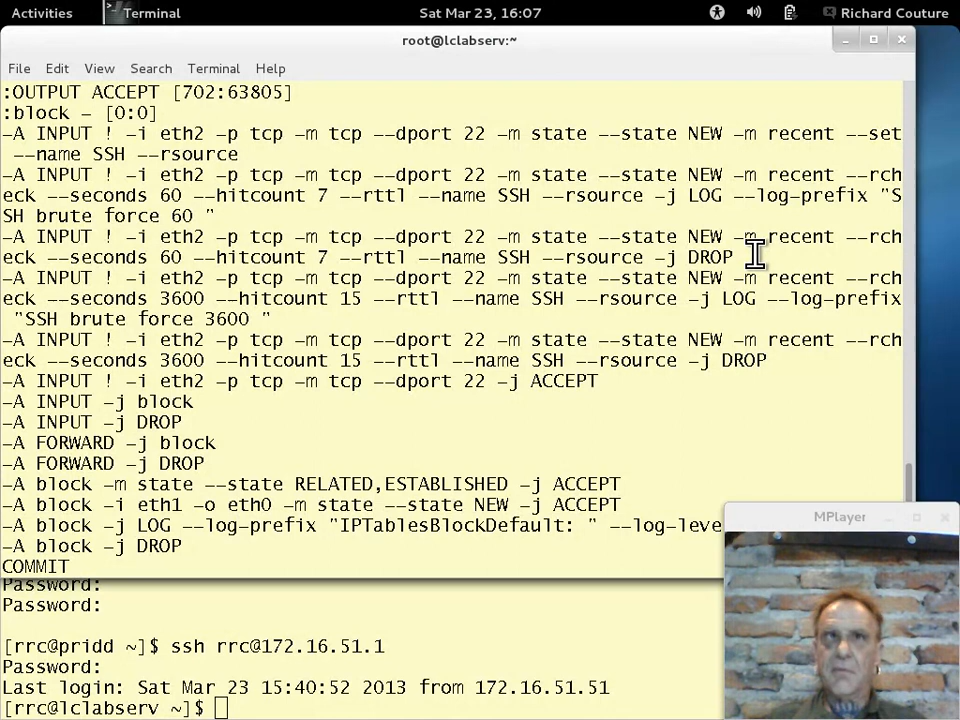 Activities Terminal Sat Mar 23, 16:07 Richard Couture
root@lclabserv:~
File Edit View Search Terminal Help
:OUTPUT ACCEPT [702:63805]
:block - [0:0]
-A INPUT ! -i eth2 -p tcp -m tcp --dport 22 -m state --state NEW -m recent --set
 --name SSH --rsource
-A INPUT ! -i eth2 -p tcp -m tcp --dport 22 -m state --state NEW -m recent --rch
eck --seconds 60 --hitcount 7 --rttl --name SSH --rsource -j LOG --log-prefix "S
SH brute force 60 "
-A INPUT ! -i eth2 -p tcp -m tcp --dport 22 -m state --state NEW -m recent --rch
eck --seconds 60 --hitcount 7 --rttl --name SSH --rsource -j DROP
-A INPUT ! -i eth2 -p tcp -m tcp --dport 22 -m state --state NEW -m recent --rch
eck --seconds 3600 --hitcount 15 --rttl --name SSH --rsource -j LOG --log-prefix
 "SSH brute force 3600 "
-A INPUT ! -i eth2 -p tcp -m tcp --dport 22 -m state --state NEW -m recent --rch
eck --seconds 3600 --hitcount 15 --rttl --name SSH --rsource -j DROP
-A INPUT ! -i eth2 -p tcp -m tcp --dport 22 -j ACCEPT
-A INPUT -j block
-A INPUT -j DROP
-A FORWARD -j block
-A FORWARD -j DROP
-A block -m state --state RELATED,ESTABLISHED -j ACCEPT
-A block -i eth1 -o eth0 -m state --state NEW -j ACCEPT
-A block -j LOG --log-prefix "IPTablesBlockDefault: " --log-leve
-A block -j DROP
COMMIT
MPlayer
Password:
Password:
[rrc@pridd ~]$ ssh rrc@172.16.51.1
Password:
Last login: Sat Mar 23 15:40:52 2013 from 172.16.51.51
[rrc@lclabserv ~]$